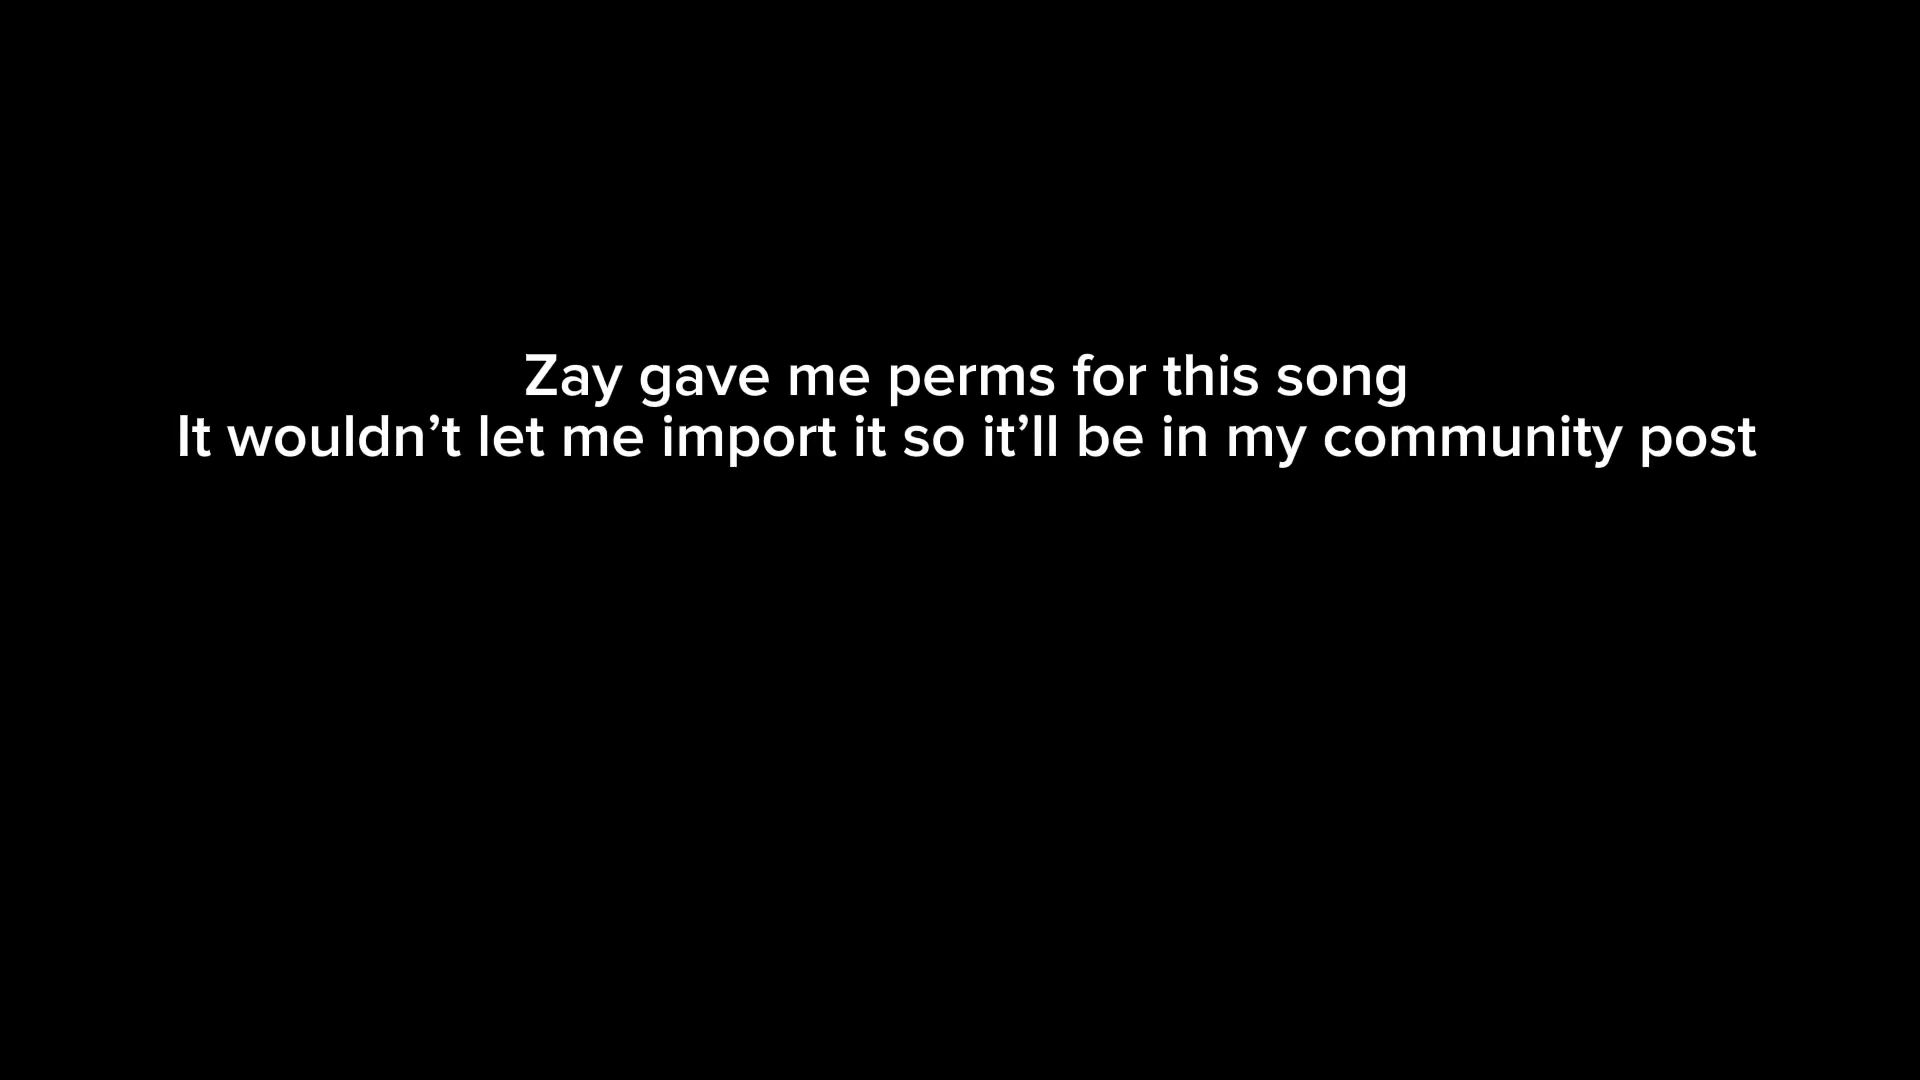 Zay gave me perms for this song
It wouldn’t let me import it so it’ll be in my community post